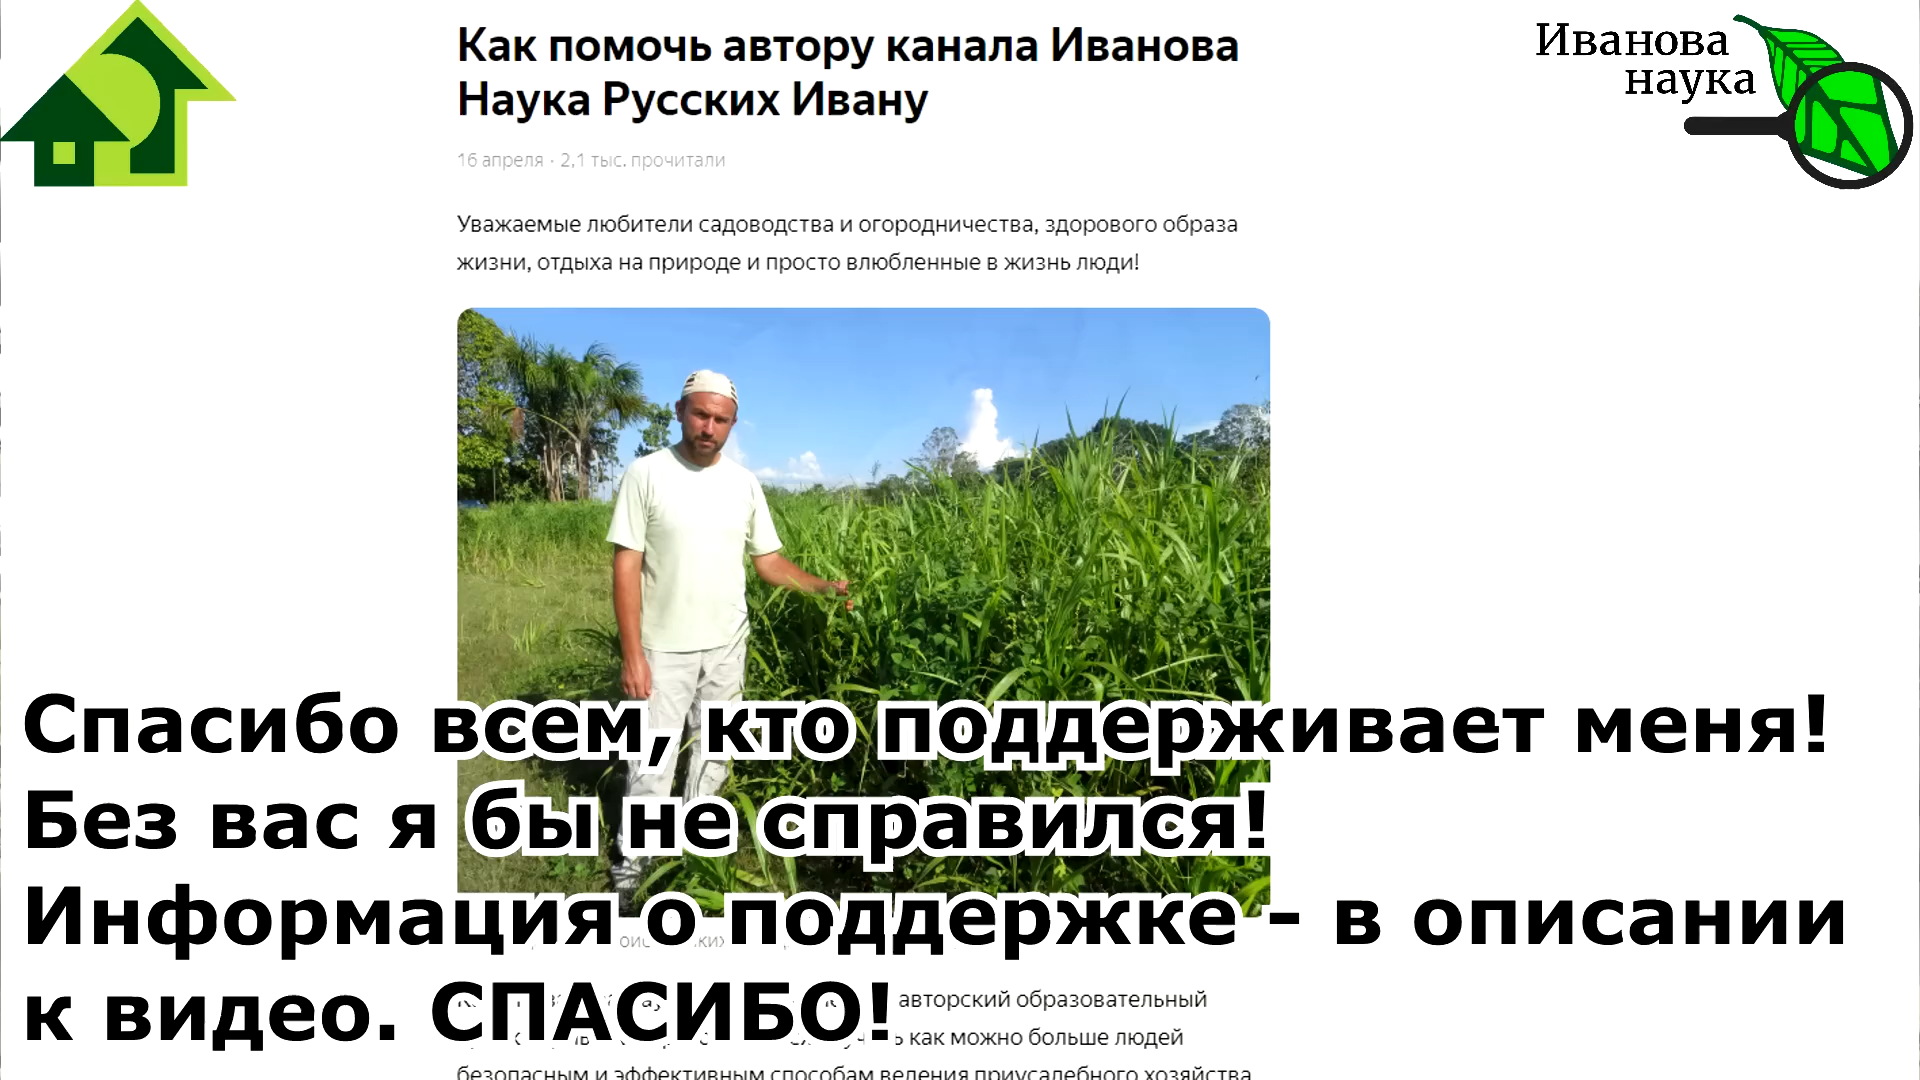 Как помочь автору канала Иванова
Наука Русских Ивану
Иванова
наука
16 апреля · 2,1 тыс. прочитали
Уважаемые любители садоводства и огородничества, здорового образа
жизни, отдыха на природе и просто влюбленные в жизнь люди!
Спасибо всем, кто поддерживает меня!
Без вас я бы не справился!
Информация о поддержке – в описании
к видео. СПАСИБО!
авторский образовательный
как можно больше людей
безопасным и эффективным способам ведения приусадебного хозяйства